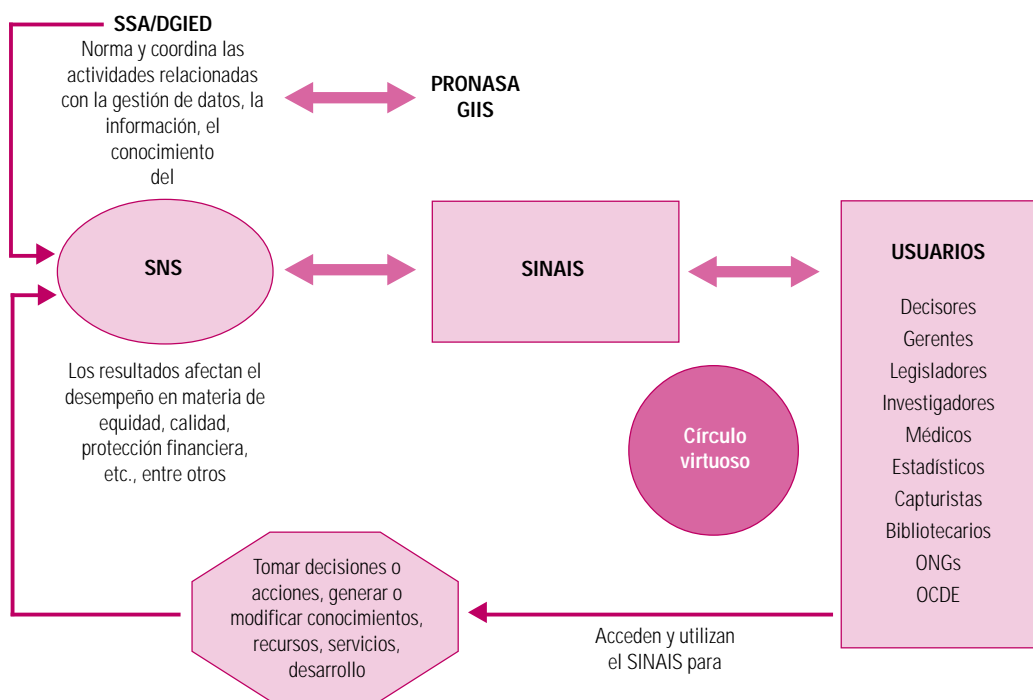 SSA/DGIED
Norma y coordina las
actividades relacionadas
con la gestión de datos, la
información, el
conocimiento
del
PRONASA
GIIS
SNS
SINAIS
USUARIOS
Decisores
Gerentes
Legisladores
Investigadores
Médicos
Estadísticos
Capturistas
Bibliotecarios
ONGs
OCDE
Los resultados afectan el
desempeño en materia de
equidad, calidad,
protección financiera,
etc., entre otros
Círculo
virtuoso
Tomar decisiones o
acciones, generar o
modificar conocimientos,
recursos, servicios,
desarrollo
Acceden y utilizan
el SINAIS para